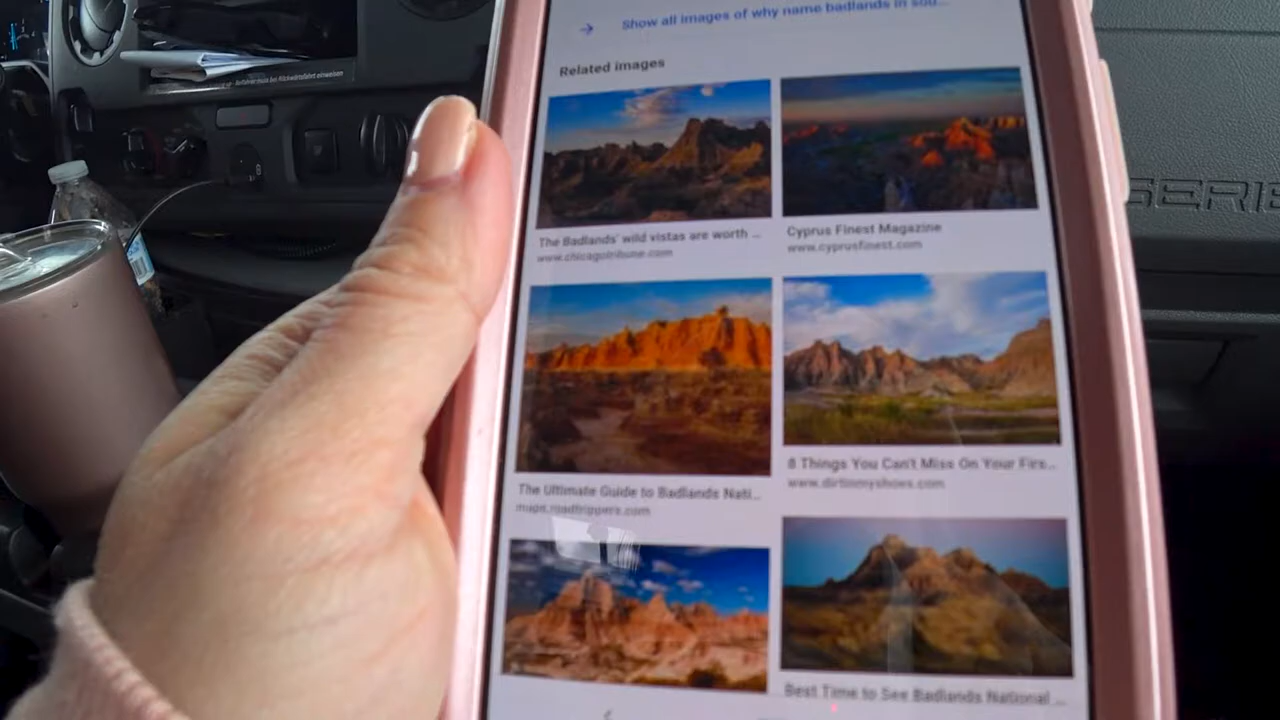 Show all images of why name badlands in sou...
Related images
The Badlands' wild vistas are worth ...
www.chicagotribune.com
Cyprus Finest Magazine
www.cyprusfinest.com
The Ultimate Guide to Badlands Nati...
maps.roadtrippers.com
8 Things You Can't Miss On Your Firs...
www.dirtinmyshoes.com
Best Time to See Badlands National ...
SERIE